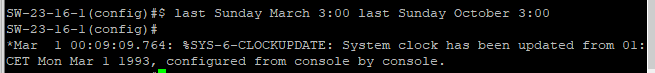 SW-23-16-1(config)#$ last Sunday March 3:00 last Sunday October 3:00
SW-23-16-1(config)#
*Mar 1 00:09:09.764: %SYS-6-CLOCKUPDATE: System clock has been updated from 01:
CET Mon Mar 1 1993, configured from console by console.